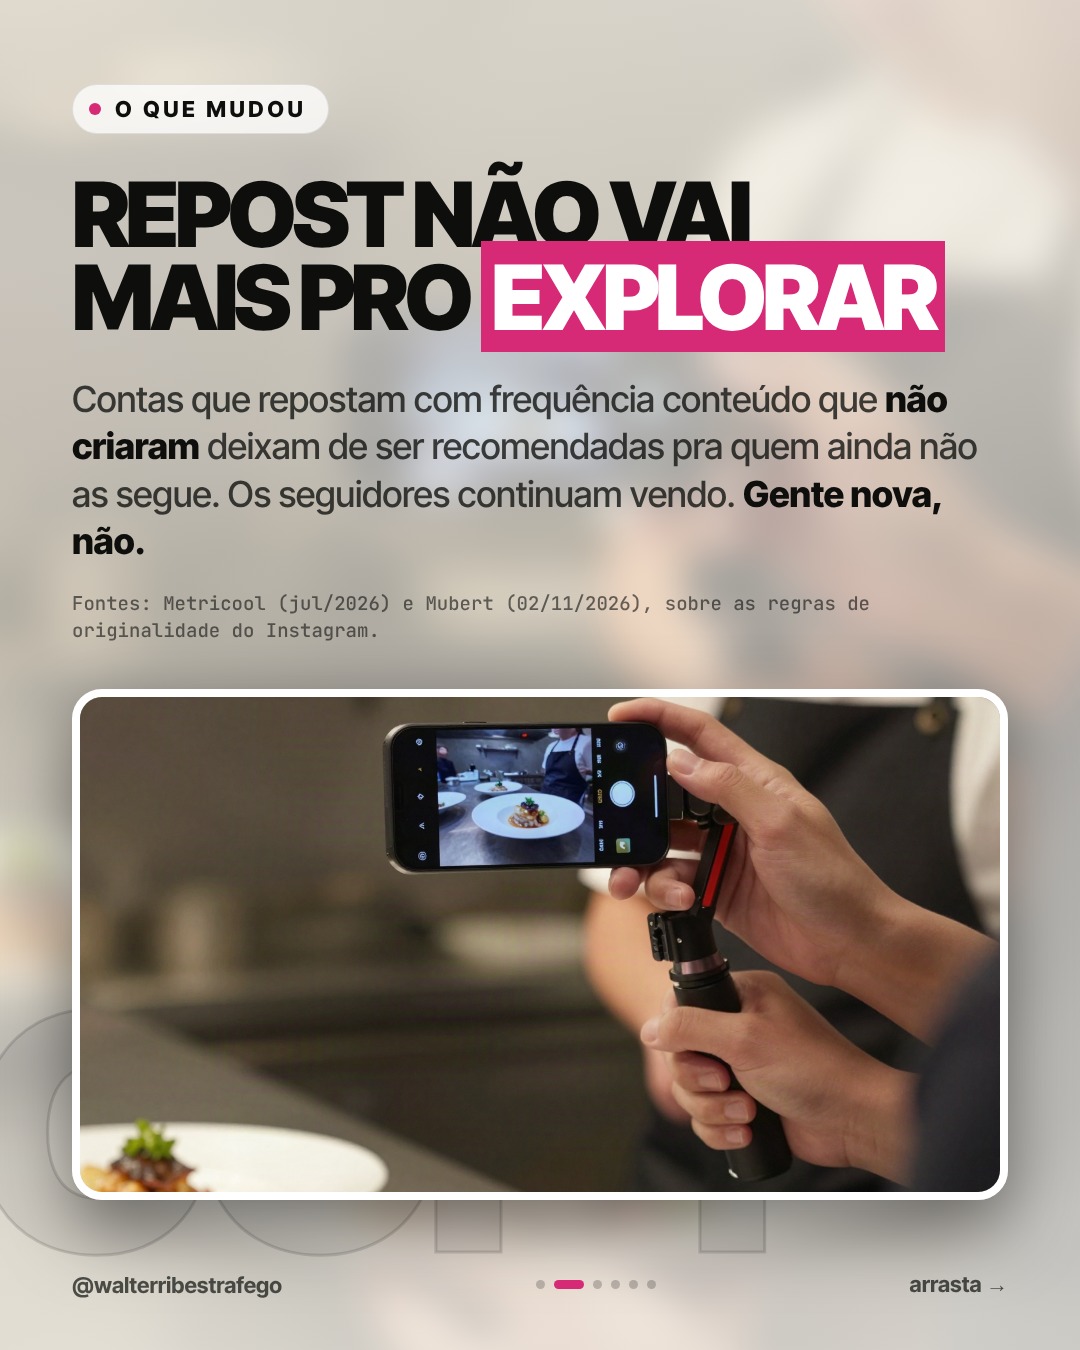 O QUE MUDOU
REPOST NÃO VAI
MAIS PRO EXPLORAR
Contas que repostam com frequência conteúdo que não
criaram deixam de ser recomendadas pra quem ainda não
as segue. Os seguidores continuam vendo. Gente nova,
não.
Fontes: Metricool (jul/2026) e Mubert (02/11/2026), sobre as regras de
originalidade do Instagram.
@walterribestrafego
arrasta →